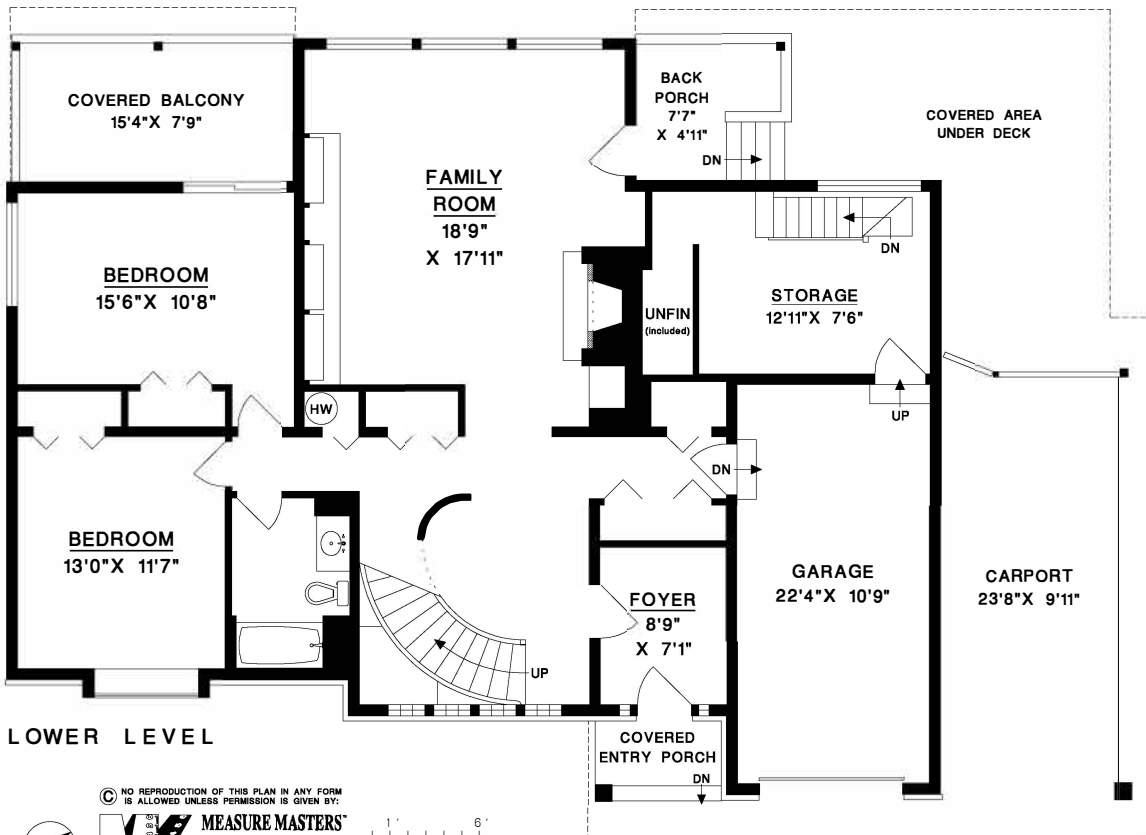 COVERED BALCONY
15'4"X 7'9"
BACK
PORCH
7'7"
X 4'11"
DN
COVERED AREA
UNDER DECK
FAMILY
ROOM
18'9"
X 17'11"
DN
BEDROOM
15'6"X 10'8"
UNFIN
(included)
STORAGE
12'11"X 7'6"
HW
UP
DN
BEDROOM
13'0"X 11'7"
GARAGE
22'4"X 10'9"
CARPORT
23'8"X 9'11"
FOYER
8'9"
X 7'1"
UP
LOWER LEVEL
COVERED
ENTRY PORCH
DN
© NO REPRODUCTION OF THIS PLAN IN ANY FORM
IS ALLOWED UNLESS PERMISSION IS GIVEN BY:
MEASURE MASTERS™
1' 6'